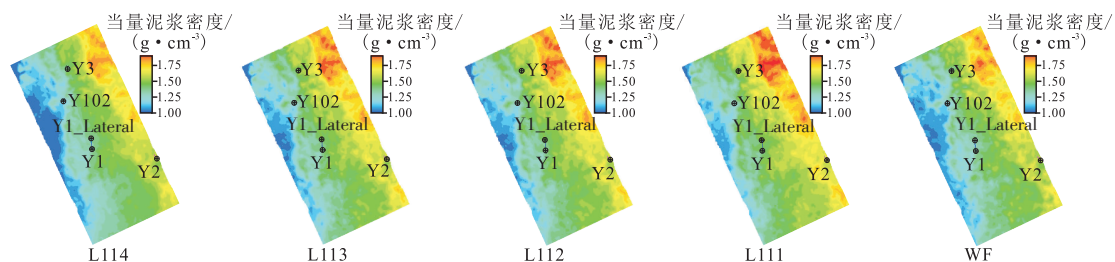 当量泥浆密度/
(g·cm⁻³)
1.75
1.50
1.25
1.00
Y3
Y102
Y1_Lateral
Y1
Y2
L114
当量泥浆密度/
(g·cm⁻³)
1.75
1.50
1.25
1.00
Y3
Y102
Y1_Lateral
Y1
Y2
L113
当量泥浆密度/
(g·cm⁻³)
1.75
1.50
1.25
1.00
Y3
Y102
Y1_Lateral
Y1
Y2
L112
当量泥浆密度/
(g·cm⁻³)
1.75
1.50
1.25
1.00
Y3
Y102
Y1_Lateral
Y1
Y2
L111
当量泥浆密度/
(g·cm⁻³)
1.75
1.50
1.25
1.00
Y3
Y102
Y1_Lateral
Y1
Y2
WF